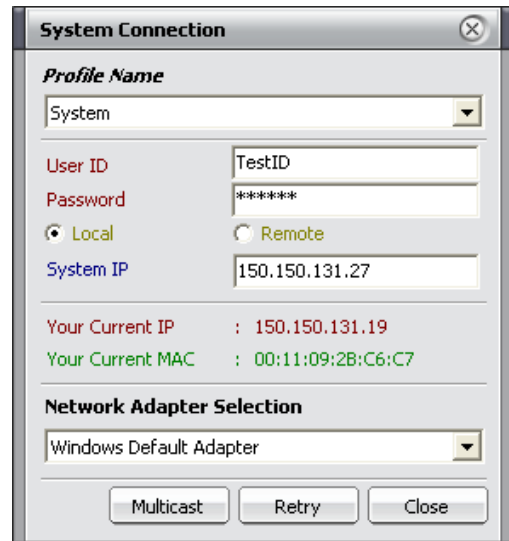 System Connection
Profile Name
System
User ID TestID
Password ******
Local Remote
System IP 150.150.131.27
Your Current IP : 150.150.131.19
Your Current MAC : 00:11:09:2B:C6:C7
Network Adapter Selection
Windows Default Adapter
Multicast Retry Close